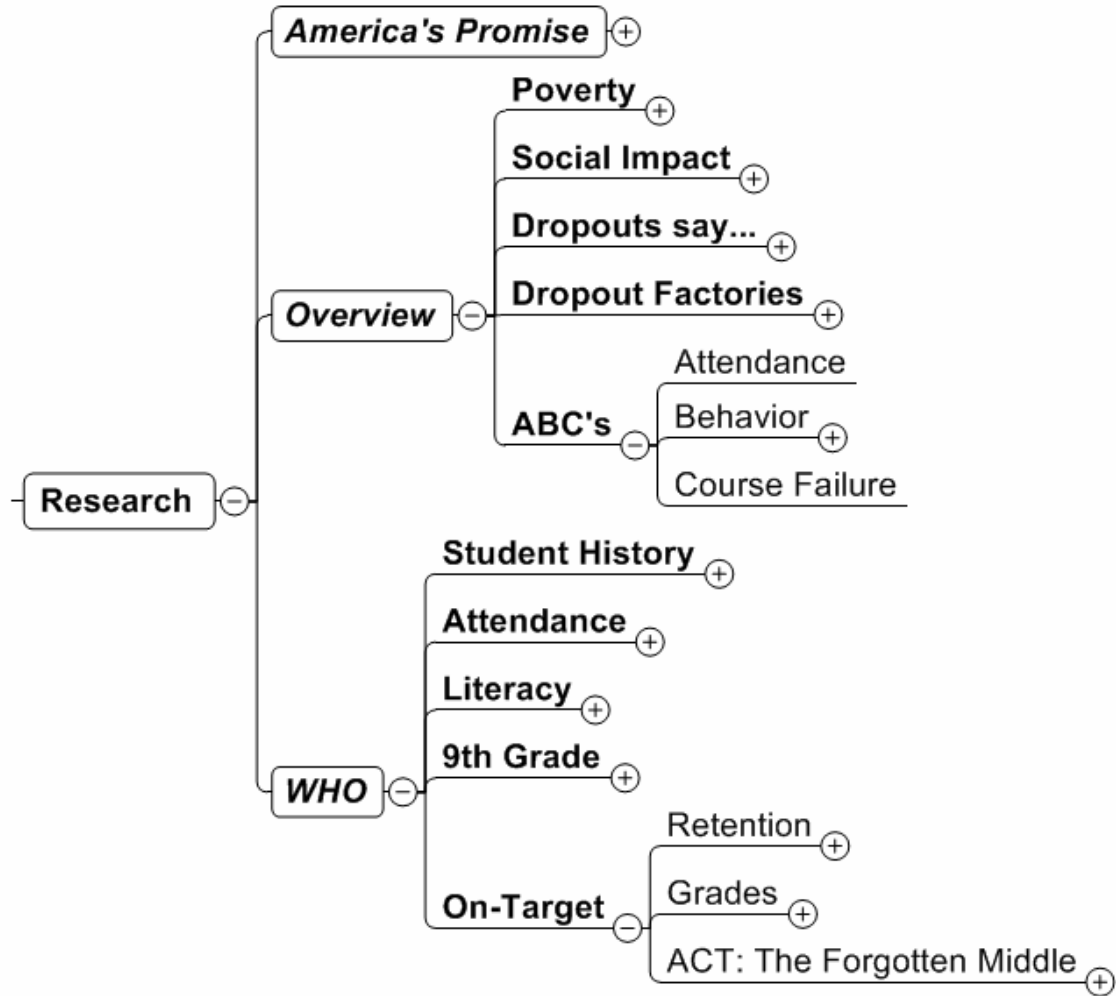 America's Promise
Poverty
Social Impact
Dropouts say...
Dropout Factories
Overview
Attendance
ABC's
Behavior
Course Failure
Research
Student History
Attendance
Literacy
9th Grade
WHO
Retention
Grades
On-Target
ACT: The Forgotten Middle